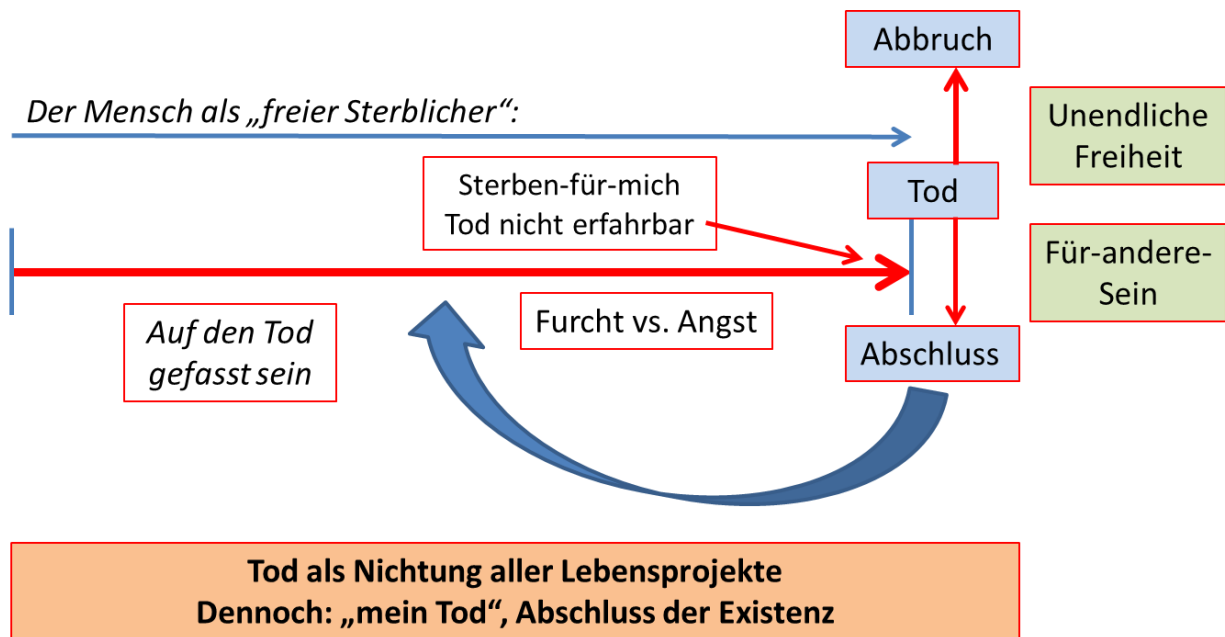 Abbruch
Der Mensch als „freier Sterblicher“:
Unendliche
Freiheit
Sterben-für-mich
Tod nicht erfahrbar
Tod
Für-andere-
Sein
Auf den Tod
gefasst sein
Furcht vs. Angst
Abschluss
Tod als Nichtung aller Lebensprojekte
Dennoch: „mein Tod“, Abschluss der Existenz